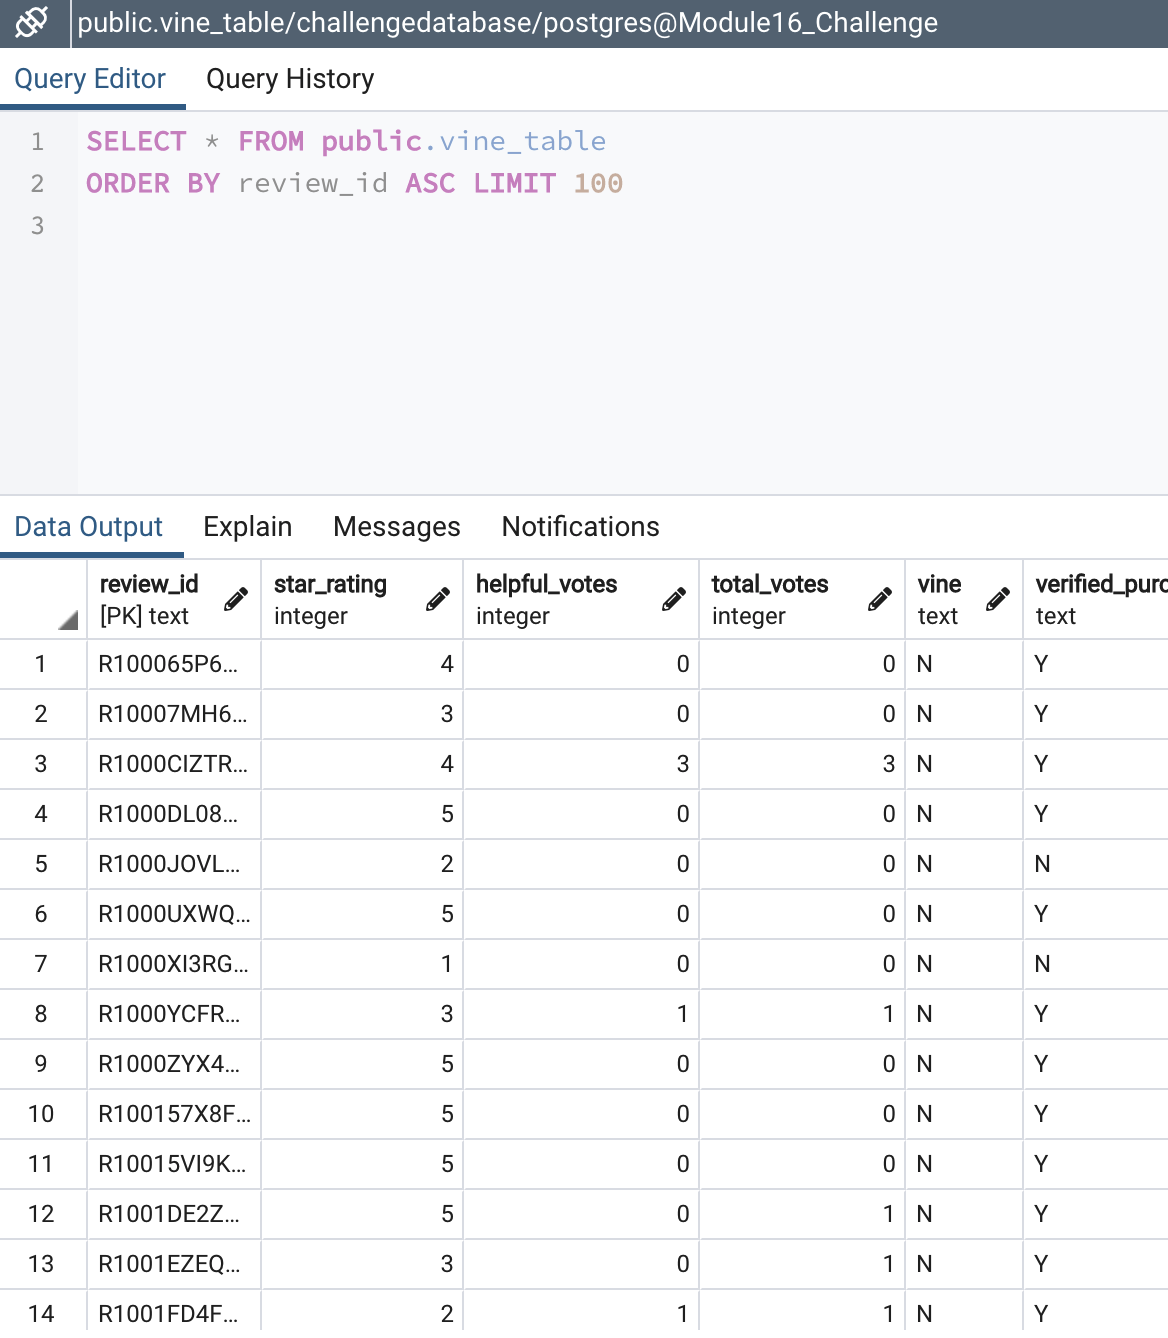 public.vine_table/challengedatabase/postgres@Module16_Challenge
Query Editor Query History
1 SELECT * FROM public.vine_table
2 ORDER BY review_id ASC LIMIT 100
3
Data Output Explain Messages Notifications
review_id star_rating helpful_votes total_votes vine verified_purc
[PK] text integer integer integer text text
1 R100065P6... 4 0 0 N Y
2 R10007MH6... 3 0 0 N Y
3 R1000CIZTR... 4 3 3 N Y
4 R1000DL08... 5 0 0 N Y
5 R1000JOVL... 2 0 0 N N
6 R1000UXWQ... 5 0 0 N Y
7 R1000XI3RG... 1 0 0 N N
8 R1000YCFR... 3 1 1 N Y
9 R1000ZYX4... 5 0 0 N Y
10 R100157X8F... 5 0 0 N Y
11 R10015VI9K... 5 0 0 N Y
12 R1001DE2Z... 5 0 1 N Y
13 R1001EZEQ... 3 0 1 N Y
14 R1001FD4F... 2 1 1 N Y